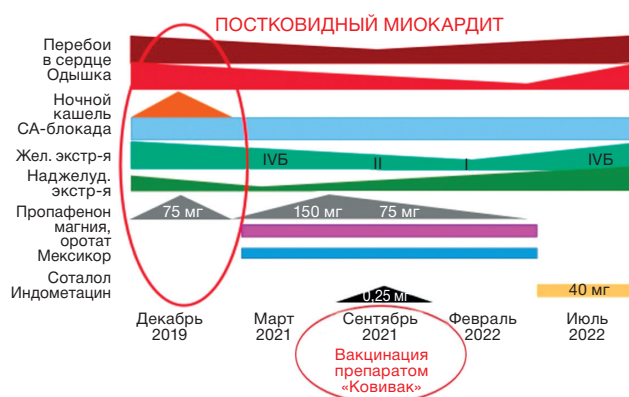 ПОСТКОВИДНЫЙ МИОКАРДИТ
Перебои
в сердце
Одышка
Ночной
кашель
СА-блокада
Жел. экстр-я
IVБ
II
I
IVБ
Наджелуд.
экстр-я
Пропафенон
75 мг
150 мг
75 мг
магния,
оротат
Мексикор
Соталол
40 мг
Индометацин
0,25 мг
Декабрь
2019
Март
2021
Сентябрь
2021
Февраль
2022
Июль
2022
Вакцинация
препаратом
«Ковивак»